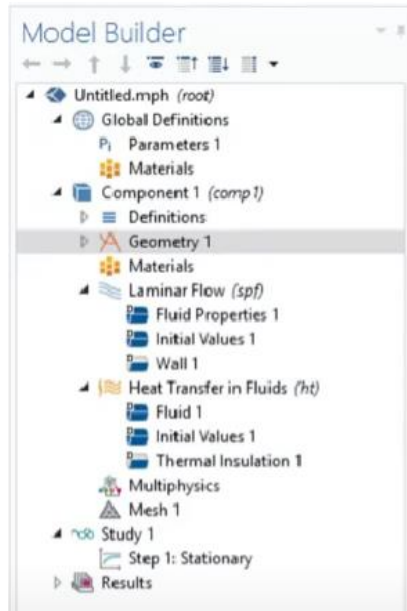 Model Builder
Untitled.mph (root)
Global Definitions
Pi Parameters 1
Materials
Component 1 (comp1)
Definitions
Geometry 1
Materials
Laminar Flow (spf)
Fluid Properties 1
Initial Values 1
Wall 1
Heat Transfer in Fluids (ht)
Fluid 1
Initial Values 1
Thermal Insulation 1
Multiphysics
Mesh 1
Study 1
Step 1: Stationary
Results